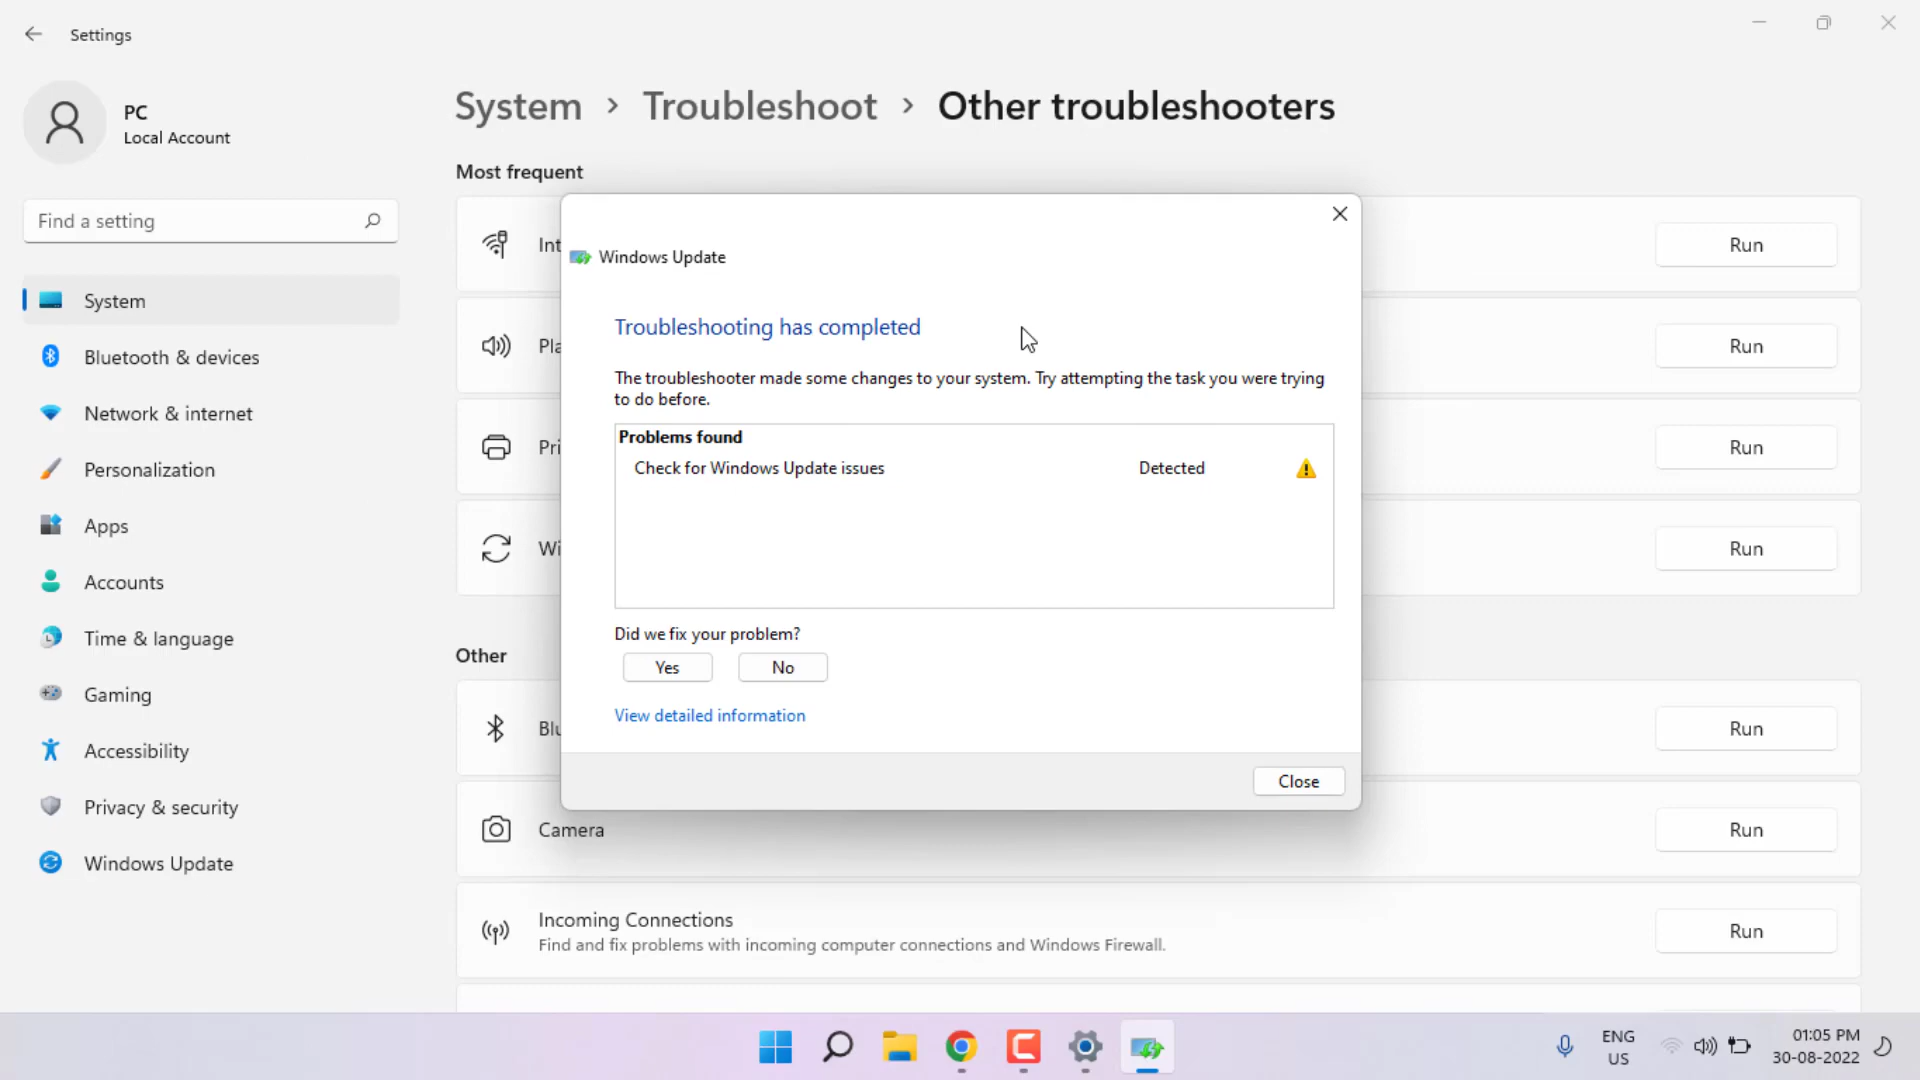 Settings
PC
Local Account
Find a setting
System
Bluetooth & devices
Network & internet
Personalization
Apps
Accounts
Time & language
Gaming
Accessibility
Privacy & security
Windows Update
System > Troubleshoot > Other troubleshooters
Most frequent
Int
Run
Pla
Run
Pri
Run
Wi
Run
Windows Update
Troubleshooting has completed
The troubleshooter made some changes to your system. Try attempting the task you were trying
to do before.
Problems found
Check for Windows Update issues Detected
Did we fix your problem?
Yes No
View detailed information
Close
Other
Blu
Run
Camera
Run
Incoming Connections
Find and fix problems with incoming computer connections and Windows Firewall.
Run
ENG
US
01:05 PM
30-08-2022